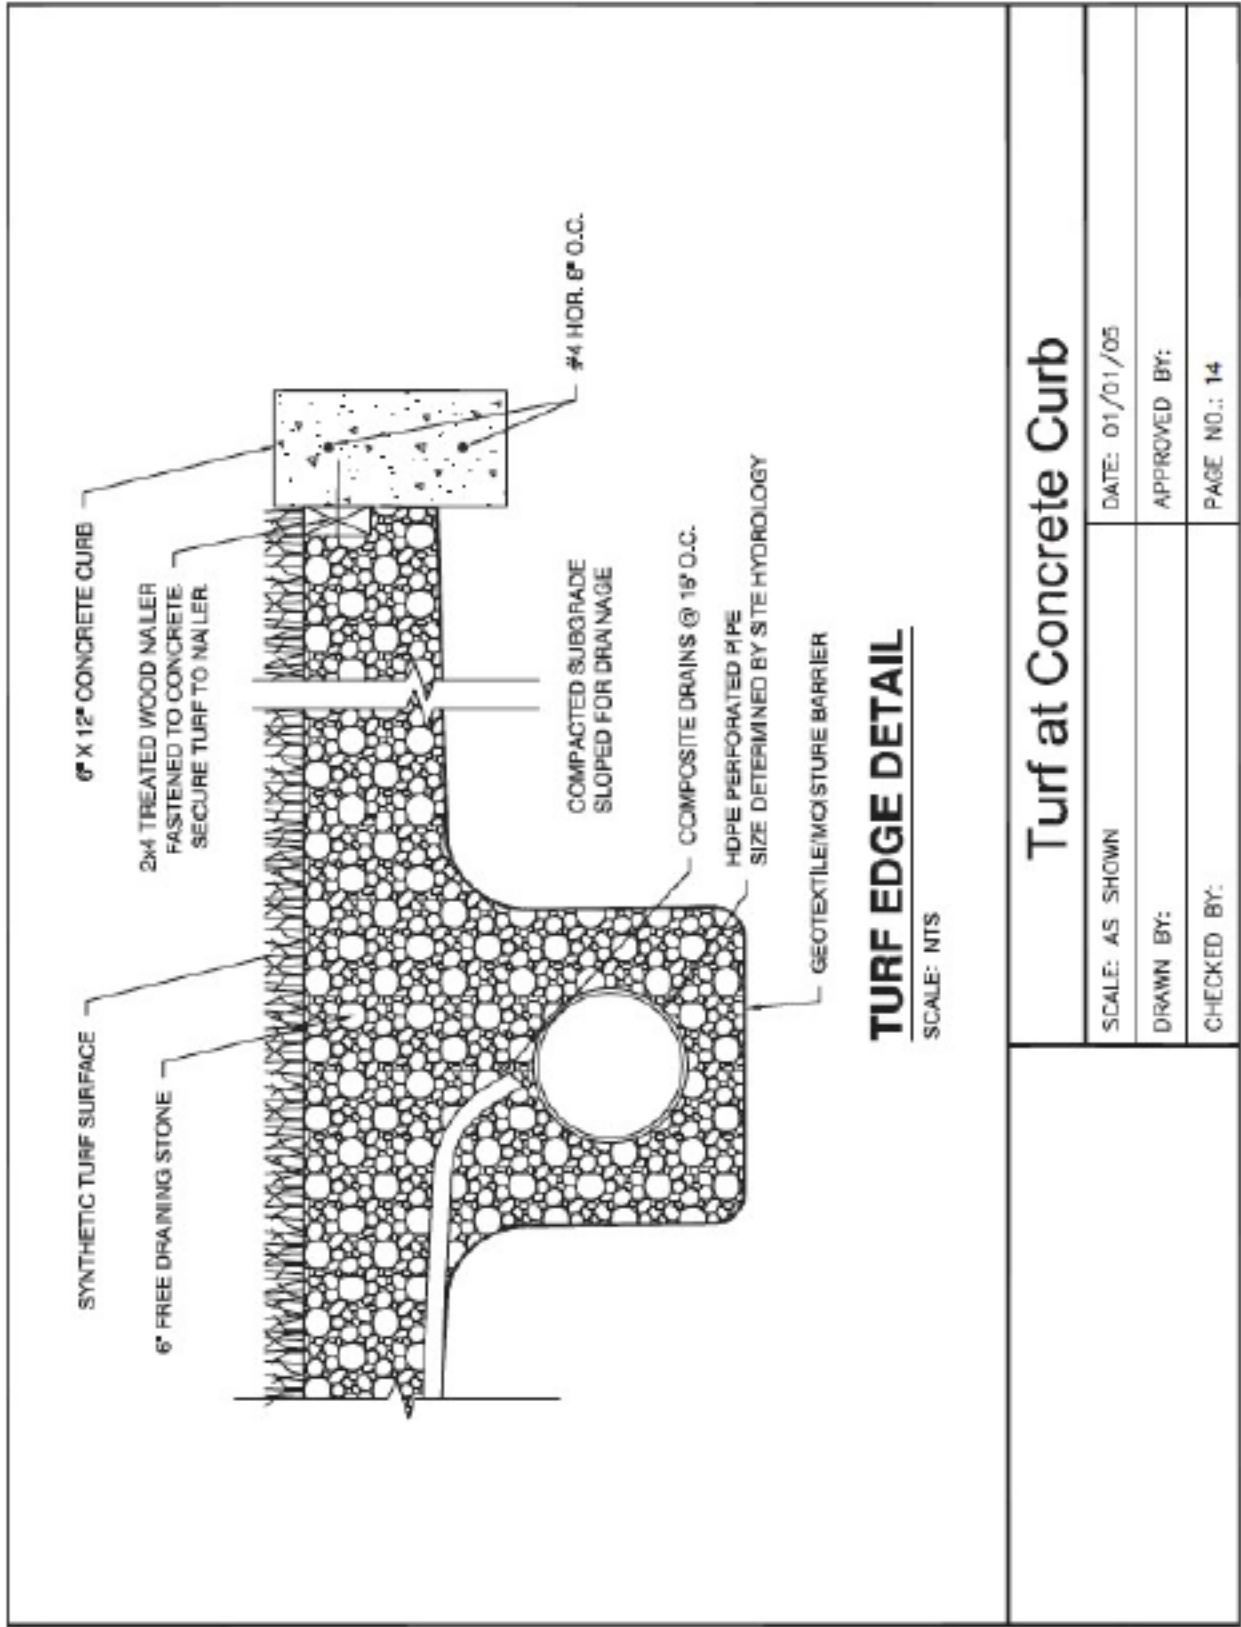 6" X 12" CONCRETE CURB
2x4 TREATED WOOD NAILER
FASTENED TO CONCRETE.
SECURE TURF TO NAILER.
SYNTHETIC TURF SURFACE
6" FREE DRAINING STONE
#4 HOR. 8" O.C.
COMPACTED SUBGRADE
SLOPED FOR DRAINAGE
COMPOSITE DRAINS @ 15' O.C.
HDPE PERFORATED PIPE
SIZE DETERMINED BY SITE HYDROLOGY
GEOTEXTILE/MOISTURE BARRIER
TURF EDGE DETAIL
SCALE: NTS
Turf at Concrete Curb
SCALE: AS SHOWN
DATE: 01/01/05
DRAWN BY:
APPROVED BY:
CHECKED BY:
PAGE NO.: 14